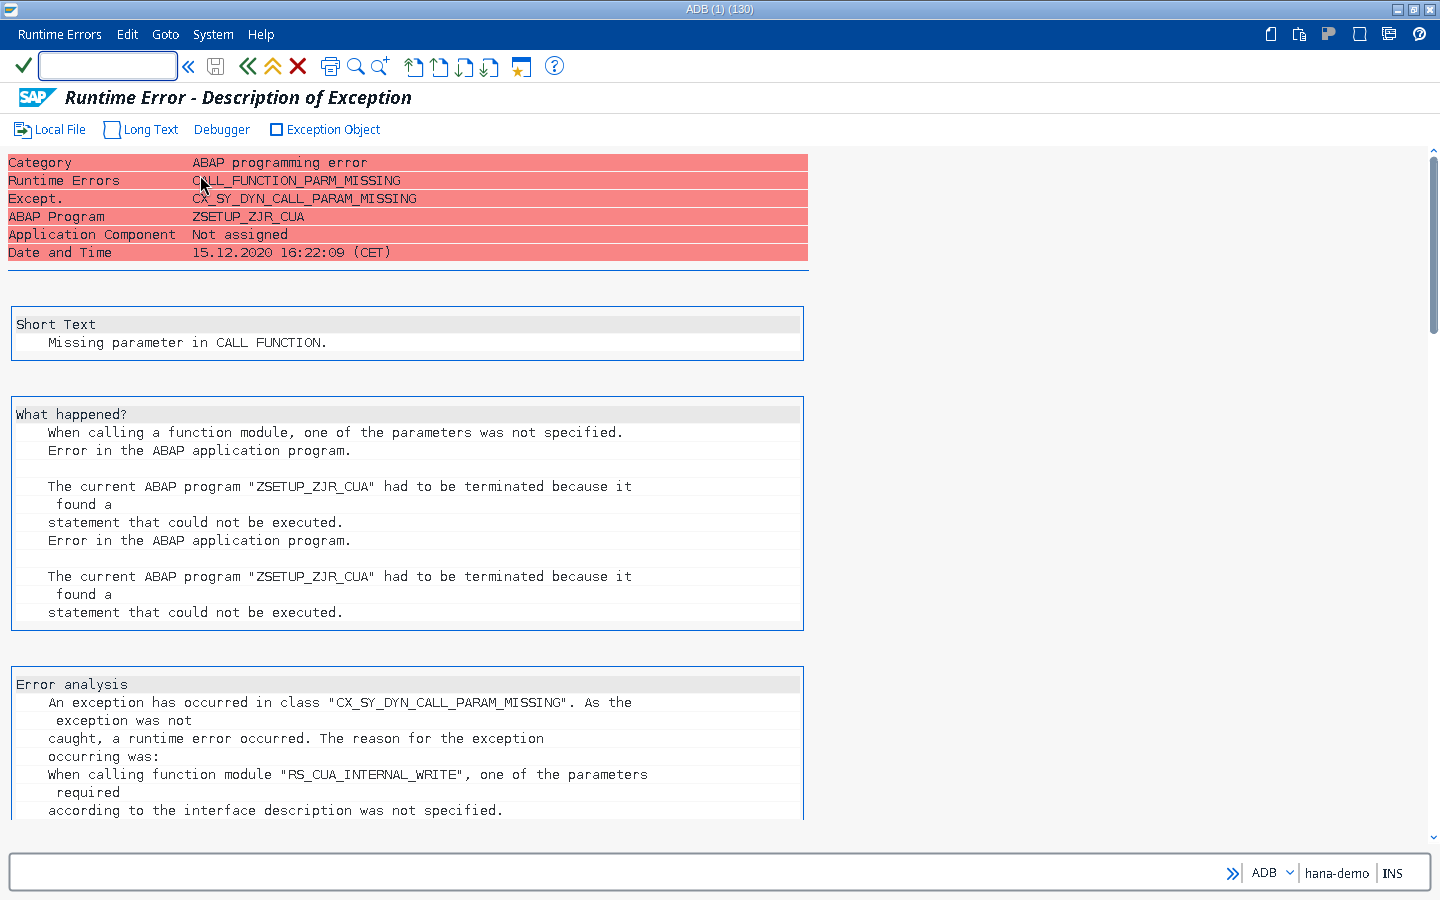 ADB (1) (130)
Runtime Errors Edit Goto System Help
SAP Runtime Error - Description of Exception
Local File Long Text Debugger Exception Object
Category ABAP programming error
Runtime Errors CALL_FUNCTION_PARM_MISSING
Except. CX_SY_DYN_CALL_PARAM_MISSING
ABAP Program ZSETUP_ZJR_CUA
Application Component Not assigned
Date and Time 15.12.2020 16:22:09 (CET)
Short Text
Missing parameter in CALL FUNCTION.
What happened?
When calling a function module, one of the parameters was not specified.
Error in the ABAP application program.
The current ABAP program "ZSETUP_ZJR_CUA" had to be terminated because it
found a
statement that could not be executed.
Error in the ABAP application program.
The current ABAP program "ZSETUP_ZJR_CUA" had to be terminated because it
found a
statement that could not be executed.
Error analysis
An exception has occurred in class "CX_SY_DYN_CALL_PARAM_MISSING". As the
exception was not
caught, a runtime error occurred. The reason for the exception
occurring was:
When calling function module "RS_CUA_INTERNAL_WRITE", one of the parameters
required
according to the interface description was not specified.
ADB hana-demo INS